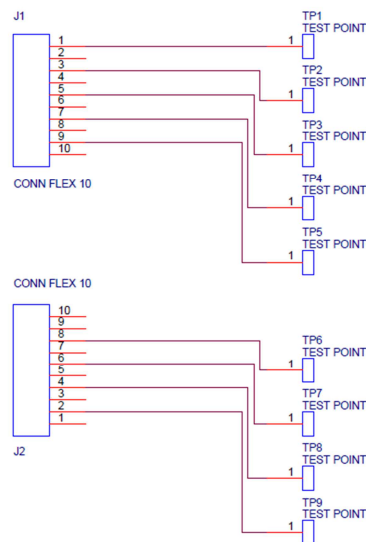 J1
1
2
3
4
5
6
7
8
9
10
CONN FLEX 10
TP1
TEST POINT
1
TP2
TEST POINT
1
TP3
TEST POINT
1
TP4
TEST POINT
1
TP5
TEST POINT
1
CONN FLEX 10
10
9
8
7
6
5
4
3
2
1
J2
TP6
TEST POINT
1
TP7
TEST POINT
1
TP8
TEST POINT
1
TP9
TEST POINT
1